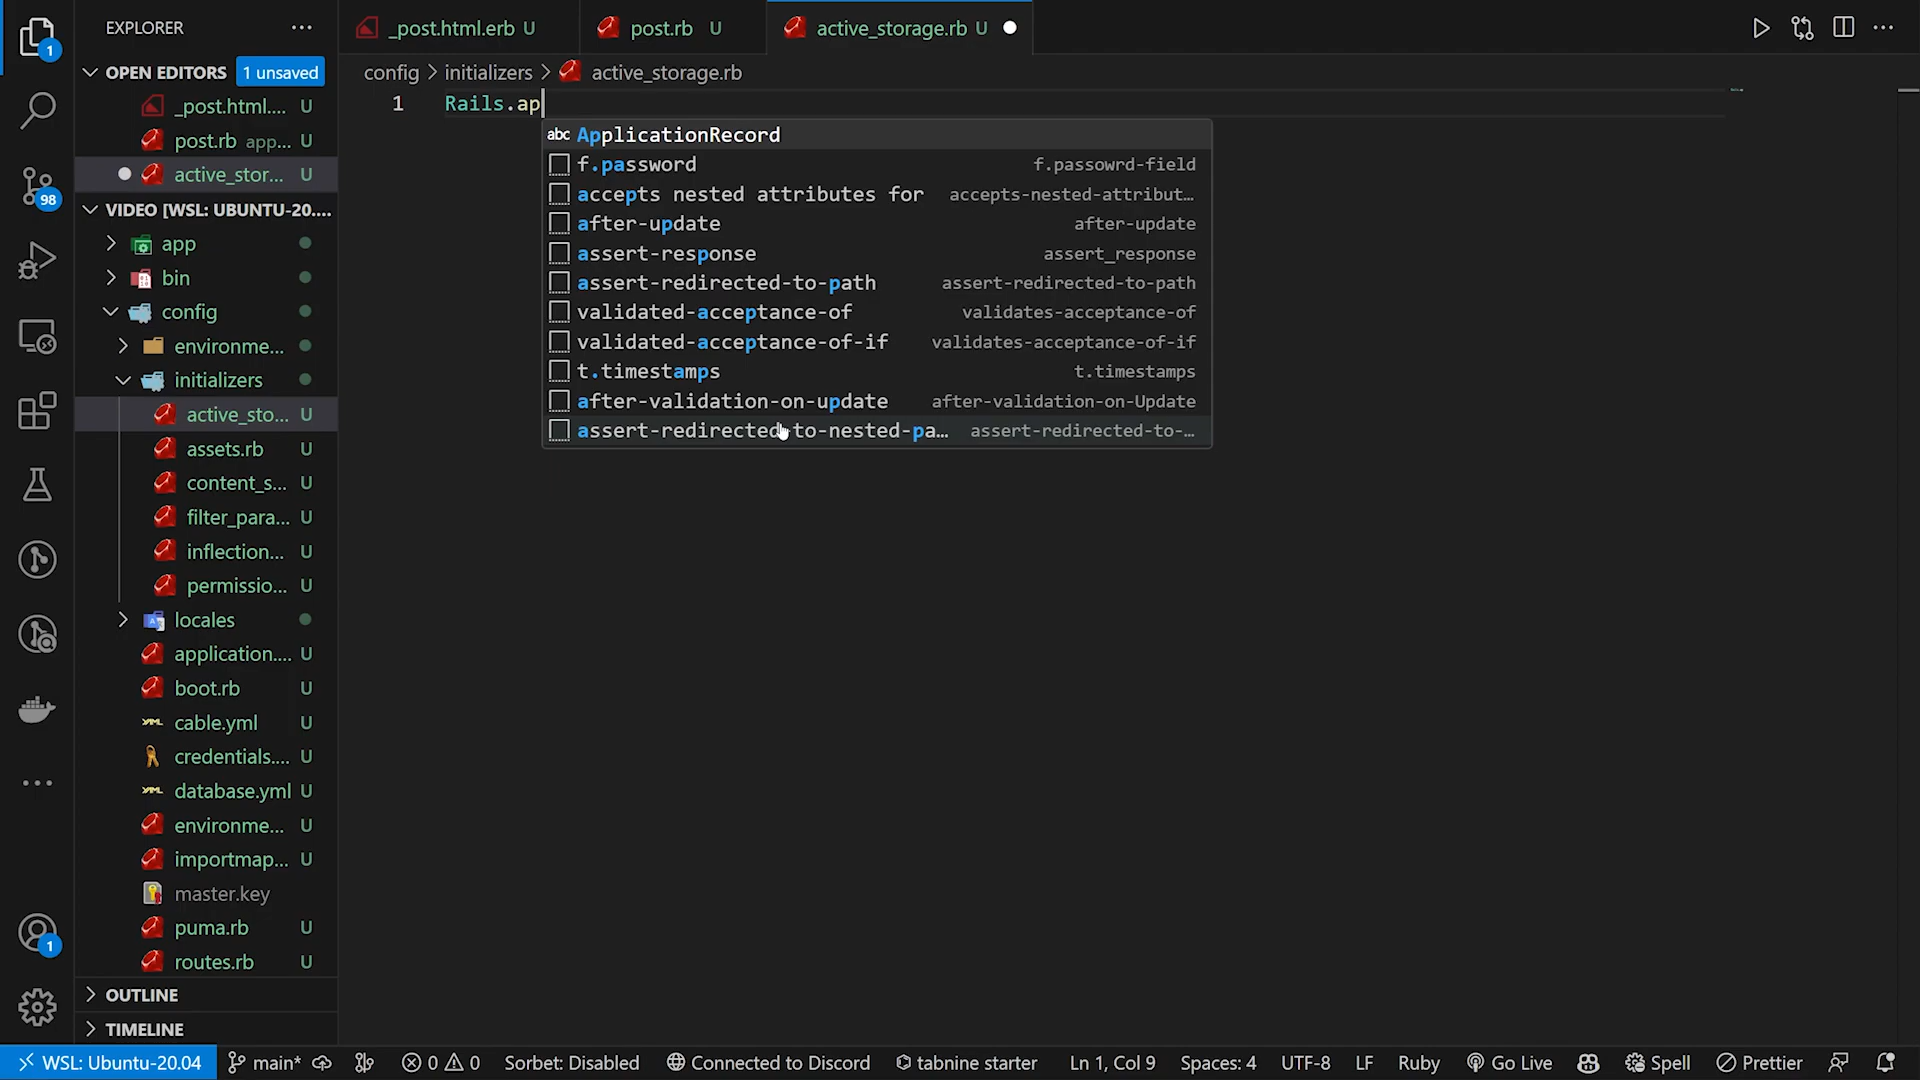 EXPLORER
_post.html.erb U
post.rb U
active_storage.rb U
OPEN EDITORS 1 unsaved
_post.html.... U
post.rb app... U
active_stor... U
VIDEO [WSL: UBUNTU-20....
app
bin
config
environme...
initializers
active_sto... U
assets.rb U
content_s... U
filter_para... U
inflection... U
permissio... U
locales
application.... U
boot.rb U
cable.yml U
credentials.... U
database.yml U
environme... U
importmap... U
master.key
puma.rb U
routes.rb U
OUTLINE
TIMELINE
1
98
1
config > initializers > active_storage.rb
1 Rails.ap
abc ApplicationRecord
f.password f.passowrd-field
accepts nested attributes for accepts-nested-attribut…
after-update after-update
assert-response assert_response
assert-redirected-to-path assert-redirected-to-path
validated-acceptance-of validates-acceptance-of
validated-acceptance-of-if validates-acceptance-of-if
t.timestamps t.timestamps
after-validation-on-update after-validation-on-Update
assert-redirected-to-nested-pa… assert-redirected-to-…
WSL: Ubuntu-20.04 main* 0 0 Sorbet: Disabled Connected to Discord tabnine starter Ln 1, Col 9 Spaces: 4 UTF-8 LF Ruby Go Live Spell Prettier